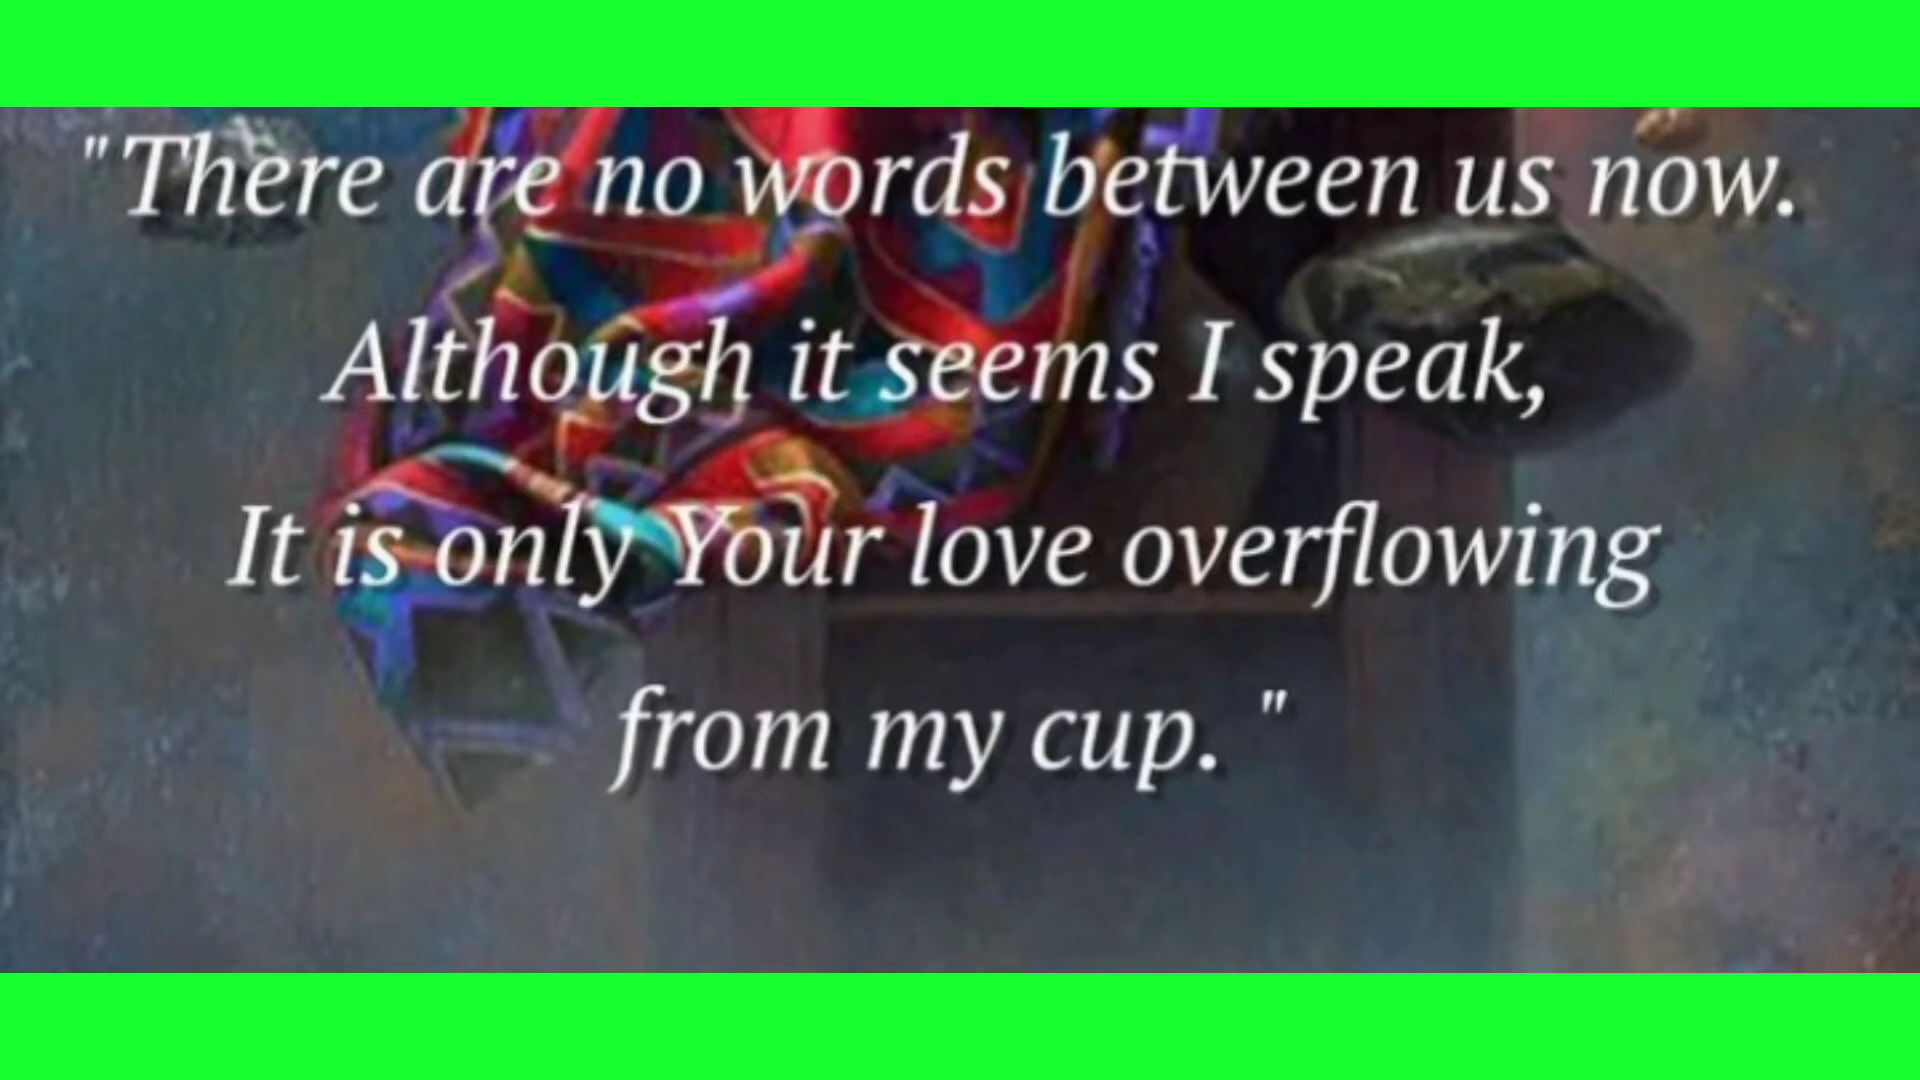 "There are no words between us now.
Although it seems I speak,
It is only Your love overflowing
from my cup. "